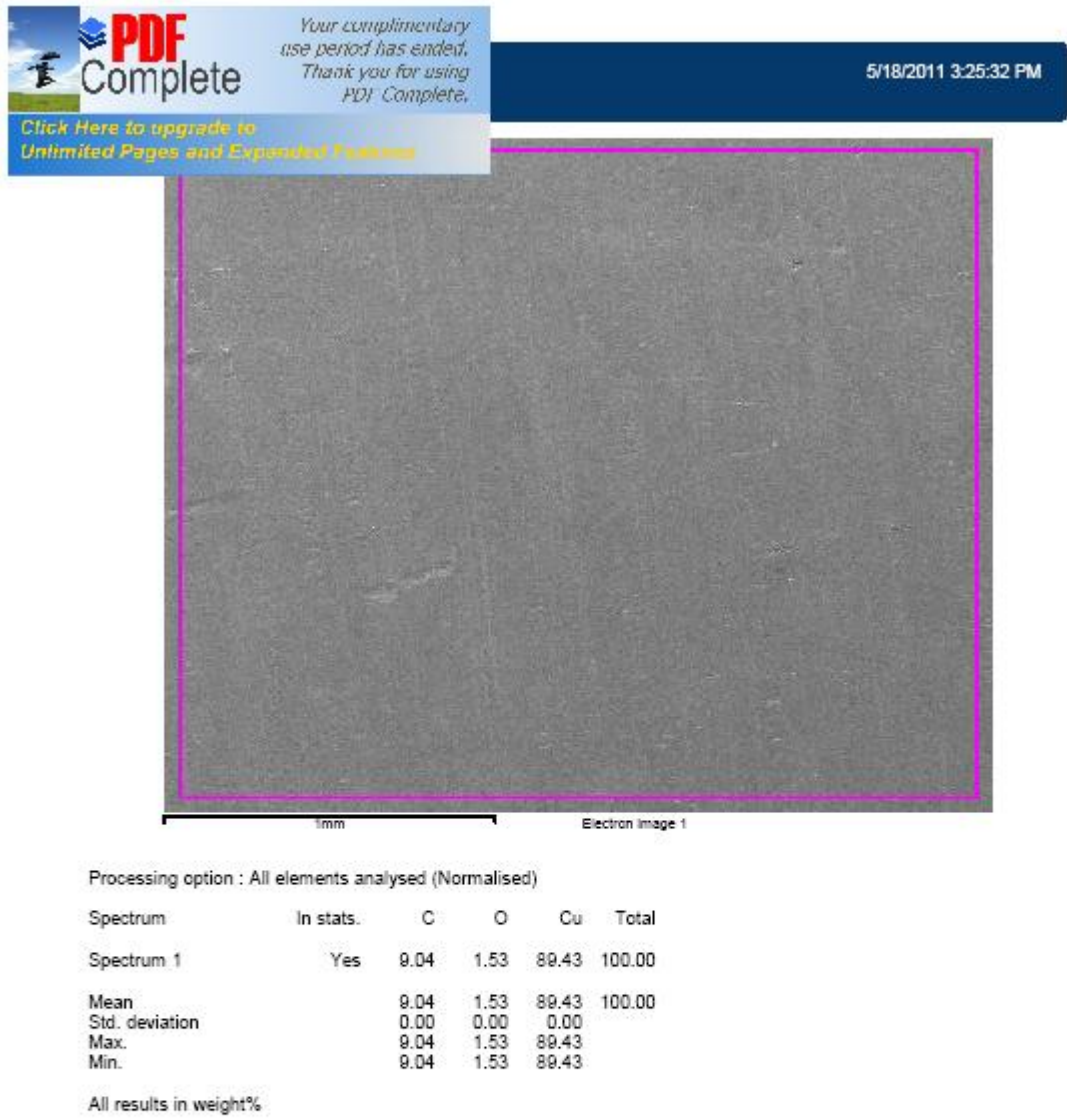 PDF
Complete
Your complimentary
use period has ended.
Thank you for using
PDF Complete.
Click Here to upgrade to
Unlimited Pages and Expanded Features
5/18/2011 3:25:32 PM
1mm
Electron Image 1
Processing option : All elements analysed (Normalised)
Spectrum In stats. C O Cu Total
Spectrum 1 Yes 9.04 1.53 89.43 100.00
Mean 9.04 1.53 89.43 100.00
Std. deviation 0.00 0.00 0.00
Max. 9.04 1.53 89.43
Min. 9.04 1.53 89.43
All results in weight%